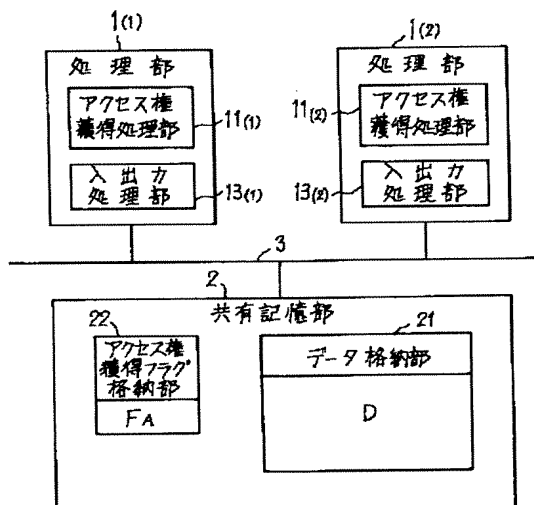 1(1)
処理部
アクセス権
獲得処理部
11(1)
入出力
処理部
13(1)
1(2)
処理部
アクセス権
獲得処理部
11(2)
入出力
処理部
13(2)
3
2
共有記憶部
22
アクセス権
獲得フラグ
格納部
FA
21
データ格納部
D